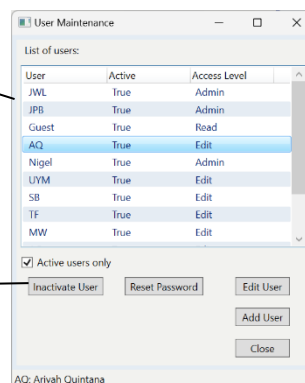 User Maintenance
List of users:
User Active Access Level
JWL True Admin
JPB True Admin
Guest True Read
AQ True Edit
Nigel True Admin
UYM True Edit
SB True Edit
TF True Edit
MW True Edit
Active users only
Inactivate User Reset Password Edit User
Add User
Close
AQ: Ariyah Quintana